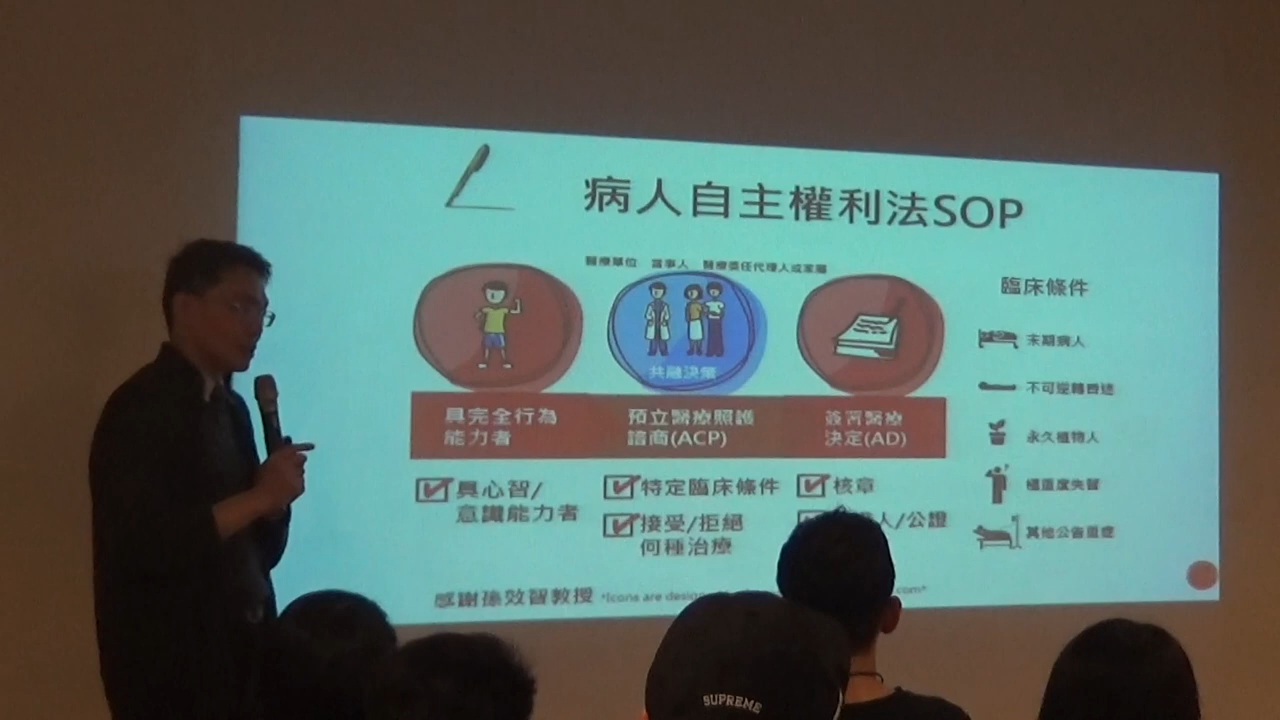 病人自主權利法SOP
醫療單位 當事人 醫療委任代理人或家屬
共融決策
具完全行為
能力者
預立醫療照護
諮商(ACP)
簽署醫療
決定(AD)
具心智/
意識能力者
特定臨床條件
接受/拒絕
何種治療
核章
人/公證
臨床條件
末期病人
不可逆轉昏迷
永久植物人
極重度失智
其他公告重症
感謝孫效智教授 *Icons are com*
SUPREME